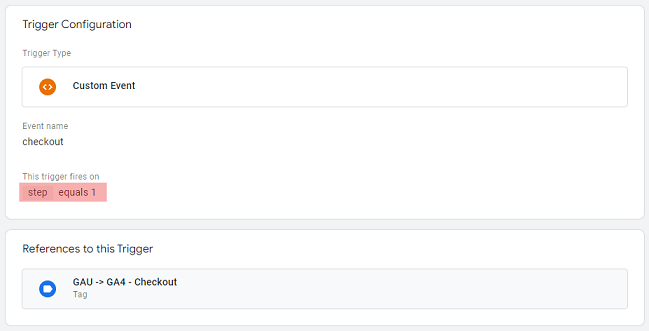 Trigger Configuration
Trigger Type
Custom Event
Event name
checkout
This trigger fires on
step equals 1
References to this Trigger
GAU -> GA4 - Checkout
Tag